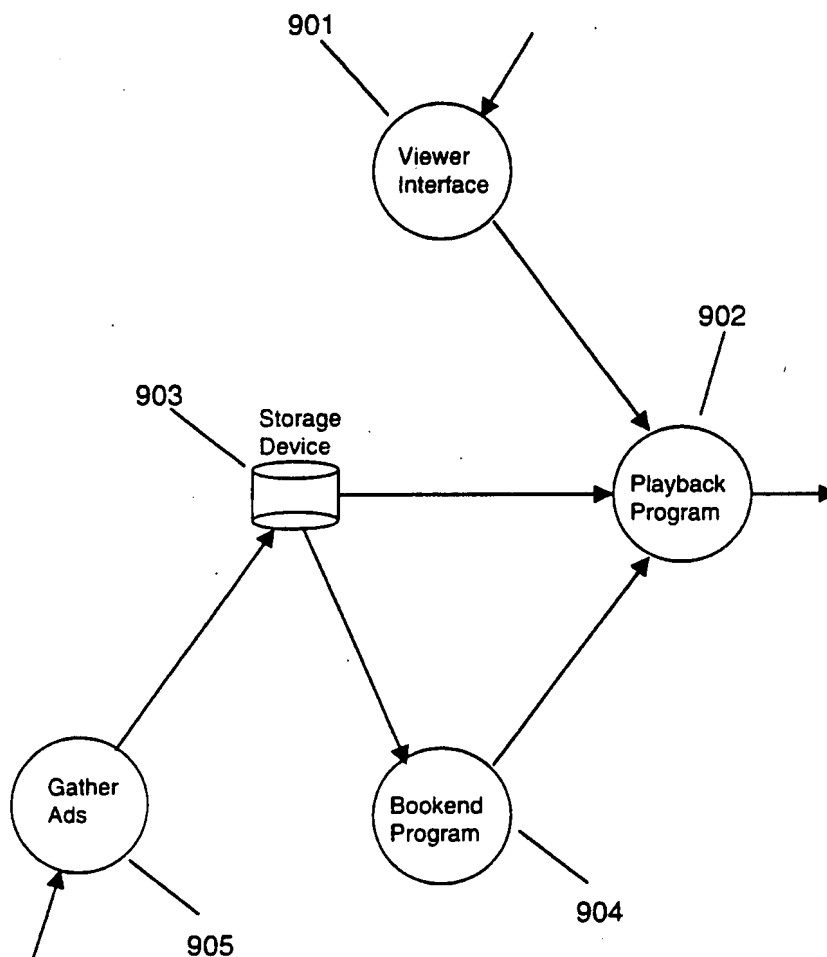 901
Viewer
Interface
902
903
Storage
Device
Playback
Program
Gather
Ads
Bookend
Program
904
905